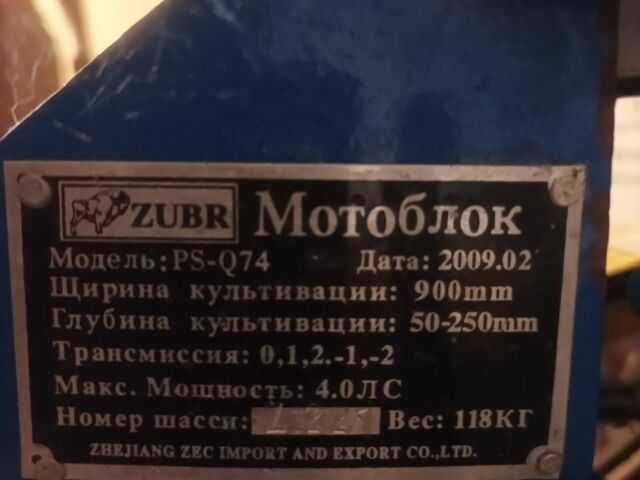 ZUBR Мотоблок
Модель: PS-Q74 Дата: 2009.02
Щирина культивации: 900mm
Глубина культивации: 50-250mm
Трансмиссия: 0,1,2.-1,-2
Макс. Мощность: 4.0ЛС
Номер шасси: Вес: 118КГ
ZHEJIANG ZEC IMPORT AND EXPORT CO.,LTD.